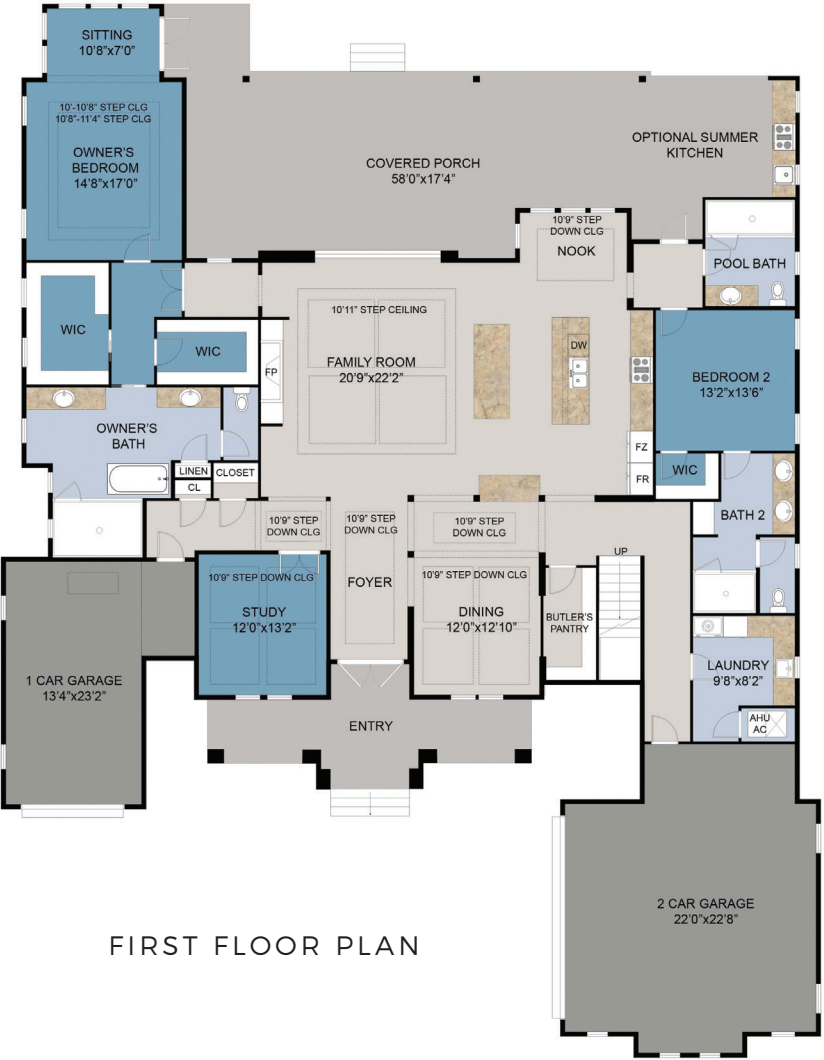 SITTING
10'8"x7'0"
10'-10'8" STEP CLG
10'8"-11'4" STEP CLG
OWNER'S
BEDROOM
14'8"x17'0"
COVERED PORCH
58'0"x17'4"
OPTIONAL SUMMER
KITCHEN
10'9" STEP
DOWN CLG
NOOK
POOL BATH
WIC
WIC
10'11" STEP CEILING
FAMILY ROOM
20'9"x22'2"
FP
DW
BEDROOM 2
13'2"x13'6"
OWNER'S
BATH
FZ
FR
WIC
LINEN
CLOSET
CL
BATH 2
10'9" STEP
DOWN CLG
10'9" STEP
DOWN CLG
10'9" STEP
DOWN CLG
UP
10'9" STEP DOWN CLG
STUDY
12'0"x13'2"
FOYER
10'9" STEP DOWN CLG
DINING
12'0"x12'10"
BUTLER'S
PANTRY
LAUNDRY
9'8"x8'2"
1 CAR GARAGE
13'4"x23'2"
ENTRY
AHU
AC
2 CAR GARAGE
22'0"x22'8"
FIRST FLOOR PLAN